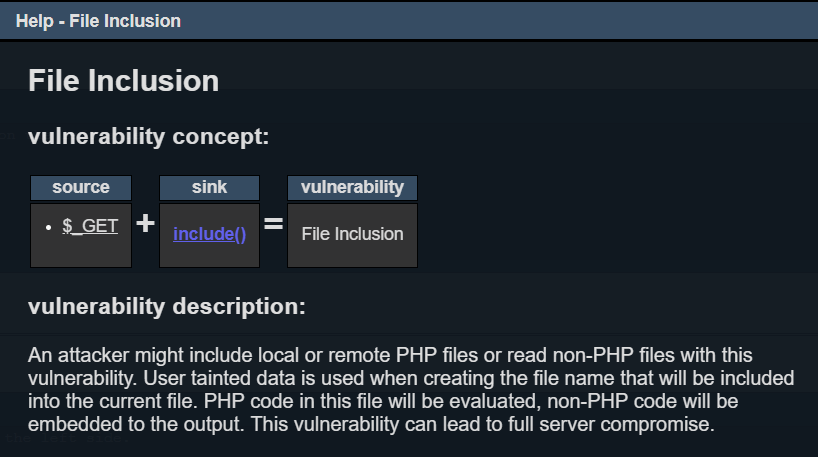 Help - File Inclusion
File Inclusion
vulnerability concept:
source sink vulnerability
• $_GET + include() = File Inclusion
vulnerability description:
An attacker might include local or remote PHP files or read non-PHP files with this
vulnerability. User tainted data is used when creating the file name that will be included
into the current file. PHP code in this file will be evaluated, non-PHP code will be
embedded to the output. This vulnerability can lead to full server compromise.